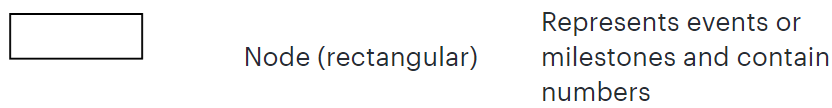 Node (rectangular)
Represents events or
milestones and contain
numbers